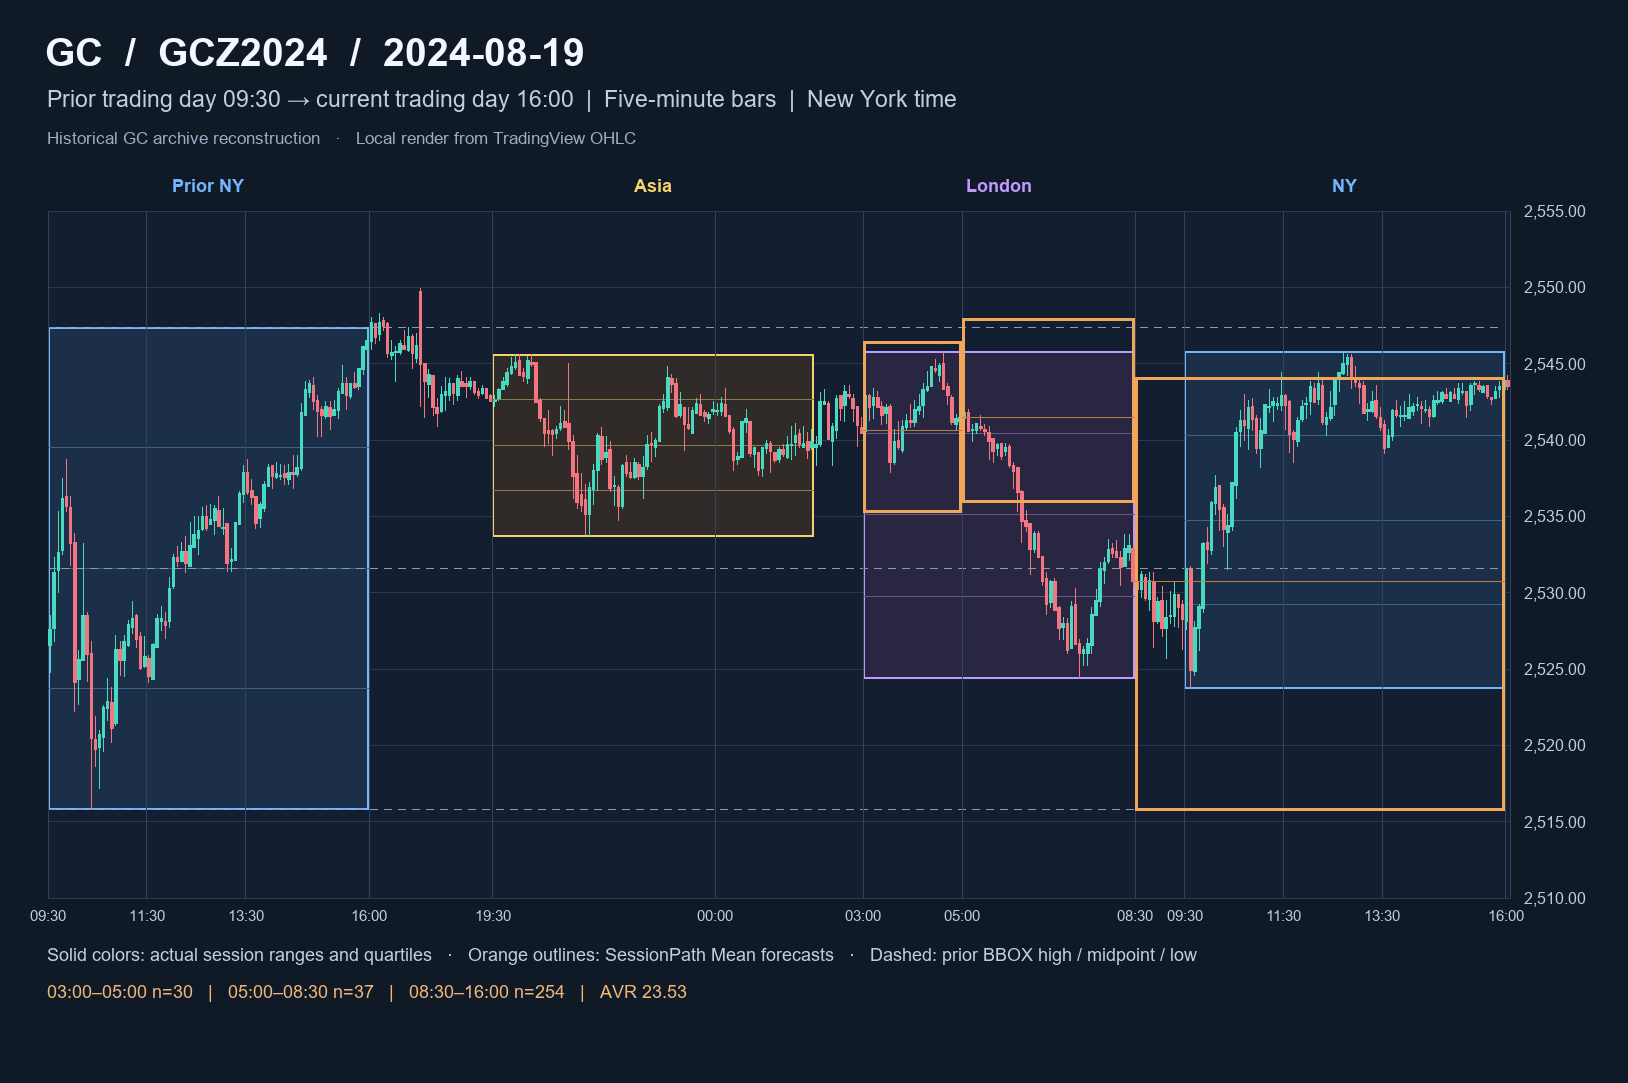 GC / GCZ2024 / 2024-08-19
Prior trading day 09:30 → current trading day 16:00 | Five-minute bars | New York time
Historical GC archive reconstruction · Local render from TradingView OHLC
Prior NY Asia London NY
2,555.00
2,550.00
2,545.00
2,540.00
2,535.00
2,530.00
2,525.00
2,520.00
2,515.00
2,510.00
09:30 11:30 13:30 16:00 19:30 00:00 03:00 05:00 08:30 09:30 11:30 13:30 16:00
Solid colors: actual session ranges and quartiles · Orange outlines: SessionPath Mean forecasts · Dashed: prior BBOX high / midpoint / low
03:00–05:00 n=30 | 05:00–08:30 n=37 | 08:30–16:00 n=254 | AVR 23.53